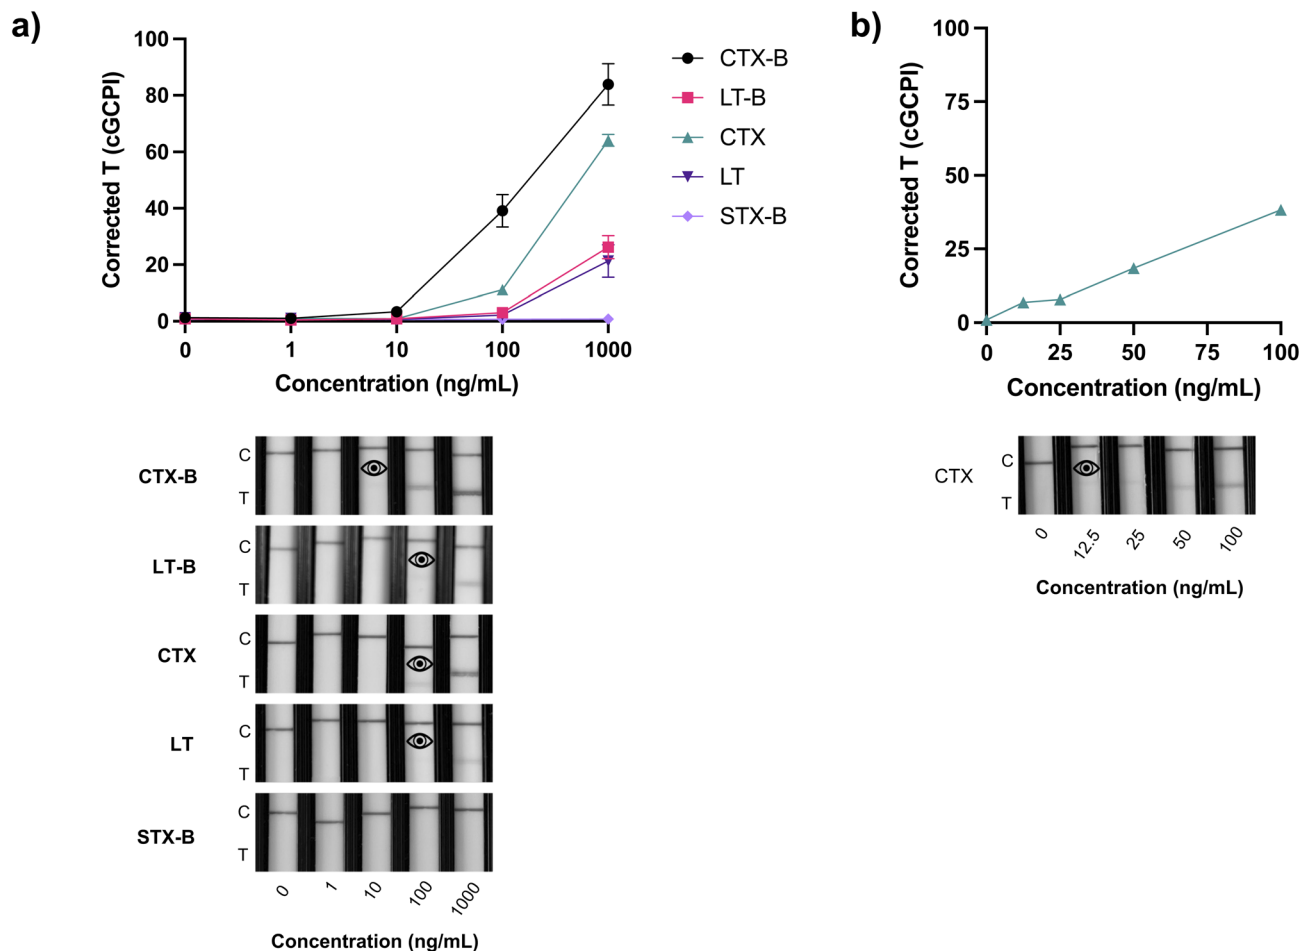 a)
Corrected T (cGCPI)
100
80
60
40
20
0
0 1 10 100 1000
Concentration (ng/mL)
CTX-B
LT-B
CTX
LT
STX-B
CTX-B C T
LT-B C T
CTX C T
LT C T
STX-B C T
0 1 10 100 1000
Concentration (ng/mL)
b)
Corrected T (cGCPI)
100
75
50
25
0
0 25 50 75 100
Concentration (ng/mL)
CTX C T
0 12.5 25 50 100
Concentration (ng/mL)